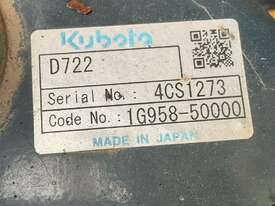 Kubota
D722
Serial No.: 4CS1273
Code No.: 1G958-50000
MADE IN JAPAN